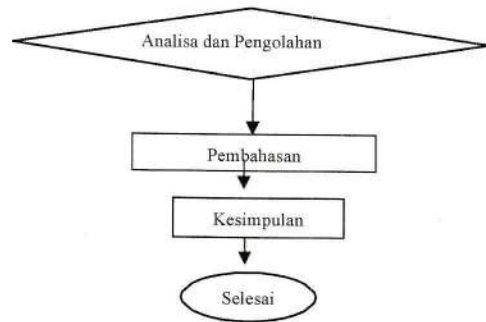 Analisa dan Pengolahan
Pembahasan
Kesimpulan
Selesai